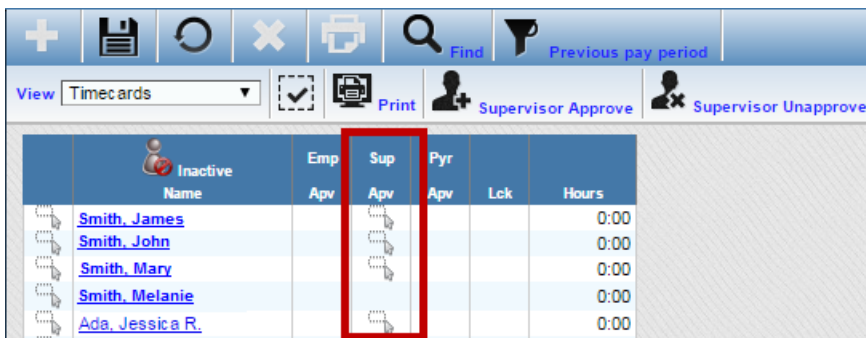 Find Previous pay period
View Timecards Print Supervisor Approve Supervisor Unapprove
Inactive Emp Sup Pyr
Name Apv Apv Apv Lck Hours
Smith, James 0:00
Smith, John 0:00
Smith, Mary 0:00
Smith, Melanie 0:00
Ada, Jessica R. 0:00